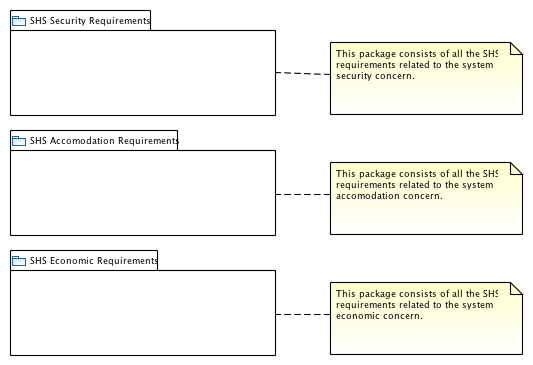 SHS Security Requirements
This package consists of all the SHS
requirements related to the system
security concern.
SHS Accomodation Requirements
This package consists of all the SHS
requirements related to the system
accomodation concern.
SHS Economic Requirements
This package consists of all the SHS
requirements related to the system
economic concern.